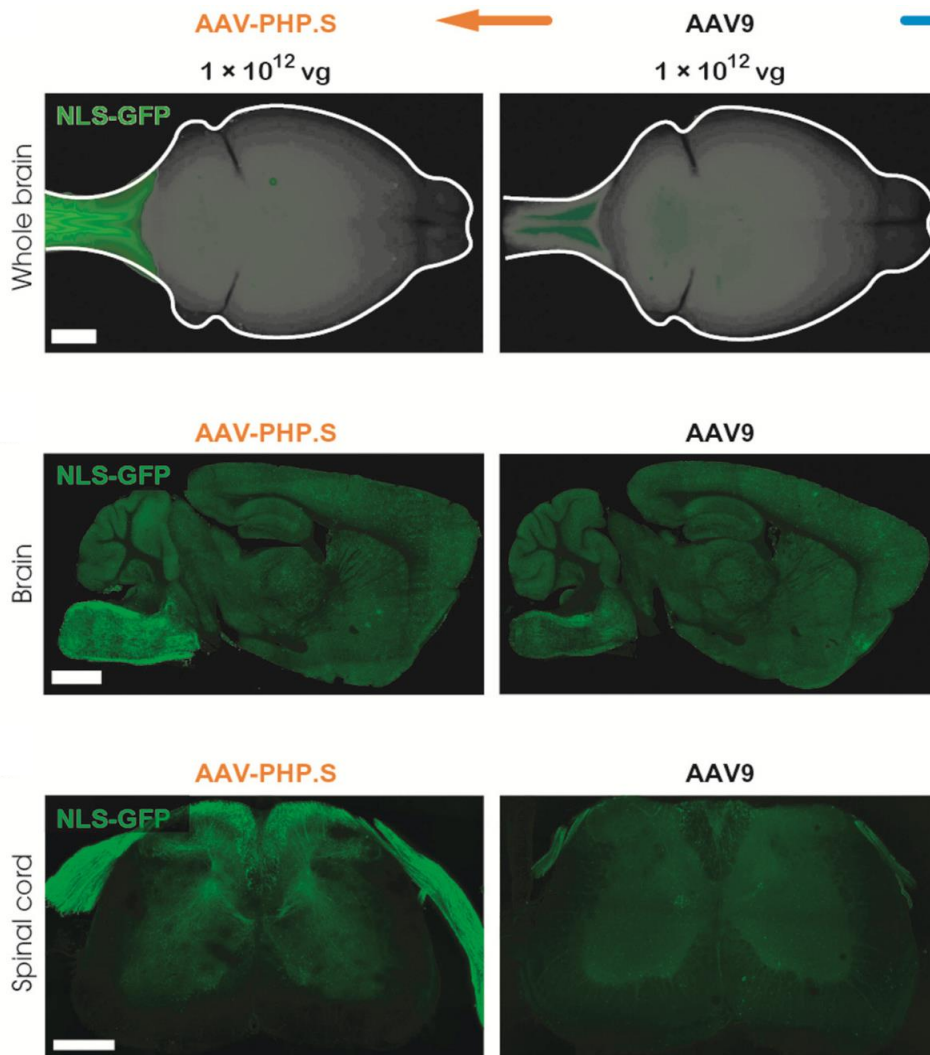 AAV-PHP.S AAV9
1 × 10¹² vg 1 × 10¹² vg
Whole brain
NLS-GFP
AAV-PHP.S AAV9
Brain
NLS-GFP
AAV-PHP.S AAV9
Spinal cord
NLS-GFP